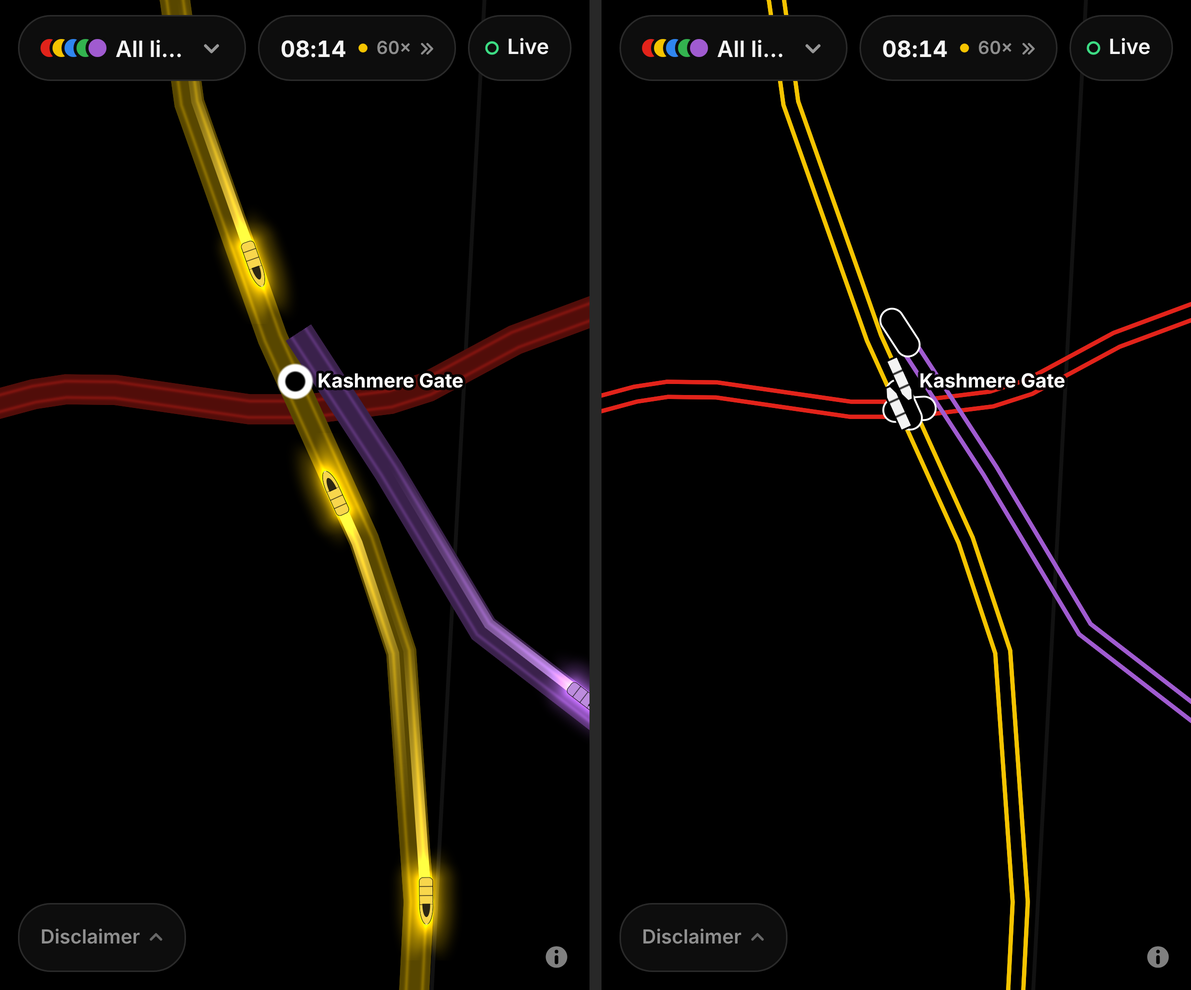 All li...
08:14
60×
Live
Kashmere Gate
Disclaimer
All li...
08:14
60×
Live
Kashmere Gate
Disclaimer